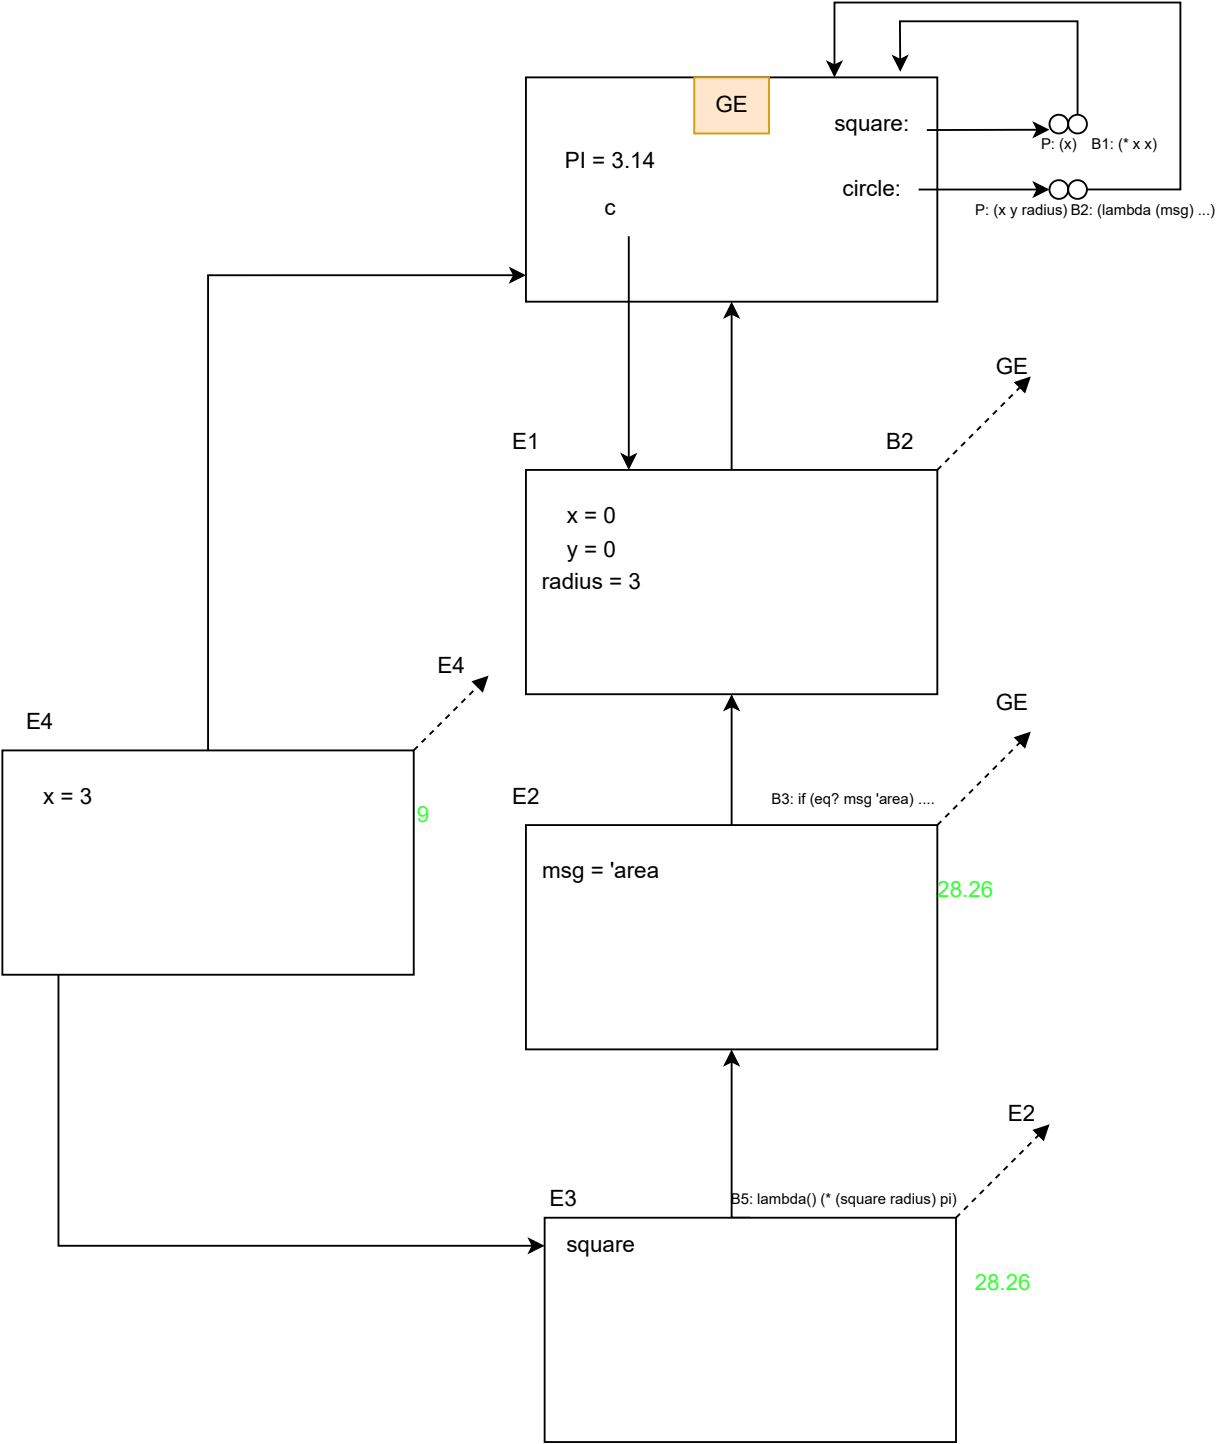 GE
square:
P: (x) B1: (* x x)
PI = 3.14
circle:
c
P: (x y radius) B2: (lambda (msg) ...)
GE
E1
B2
x = 0
y = 0
radius = 3
E4
GE
E4
x = 3
9
E2
B3: if (eq? msg 'area) ....
msg = 'area
28.26
E2
E3
B5: lambda() (* (square radius) pi)
square
28.26